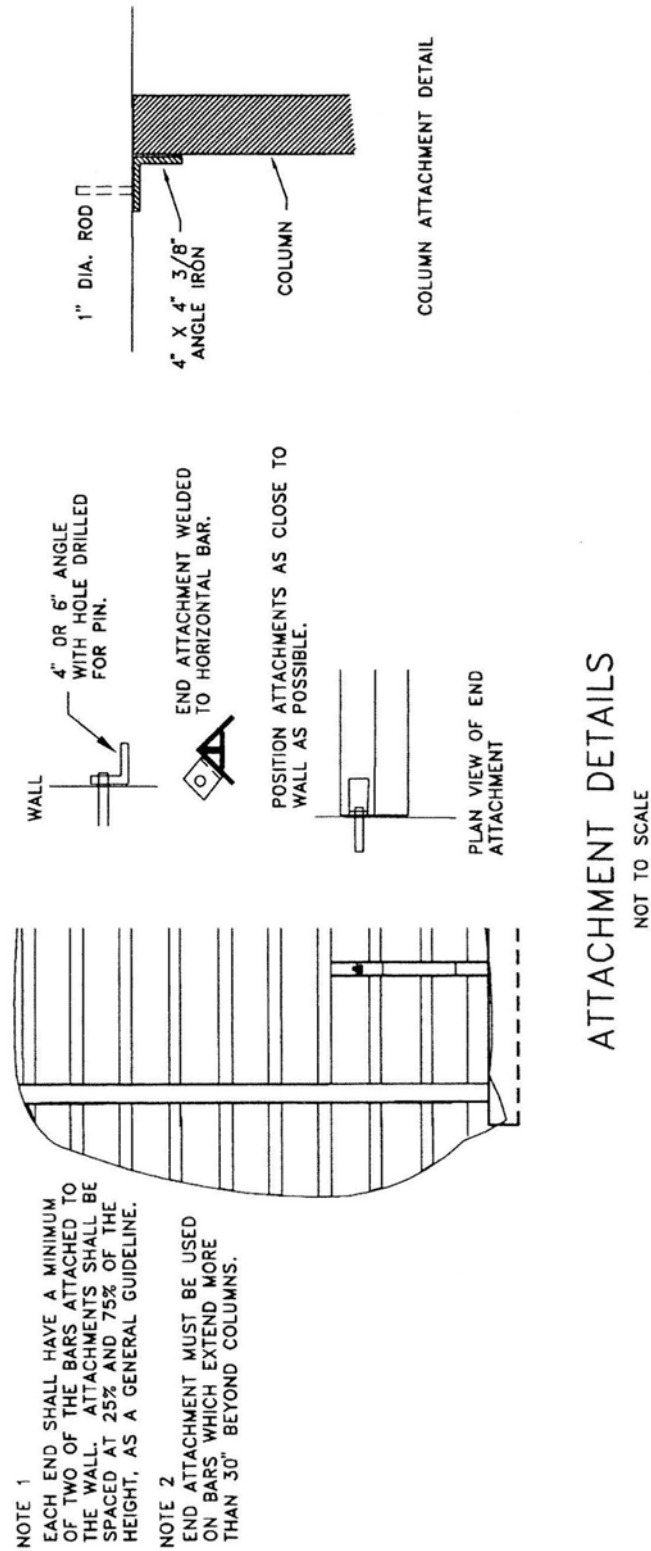 NOTE 1
EACH END SHALL HAVE A MINIMUM
OF TWO OF THE BARS ATTACHED TO
THE WALL. ATTACHMENTS SHALL BE
SPACED AT 25% AND 75% OF THE
HEIGHT, AS A GENERAL GUIDELINE.
NOTE 2
END ATTACHMENT MUST BE USED
ON BARS WHICH EXTEND MORE
THAN 30" BEYOND COLUMNS.
WALL
4" OR 6" ANGLE
WITH HOLE DRILLED
FOR PIN.
END ATTACHMENT WELDED
TO HORIZONTAL BAR.
POSITION ATTACHMENTS AS CLOSE TO
WALL AS POSSIBLE.
PLAN VIEW OF END
ATTACHMENT
1" DIA. ROD
4" X 4" 3/8"
ANGLE IRON
COLUMN
COLUMN ATTACHMENT DETAIL
ATTACHMENT DETAILS
NOT TO SCALE